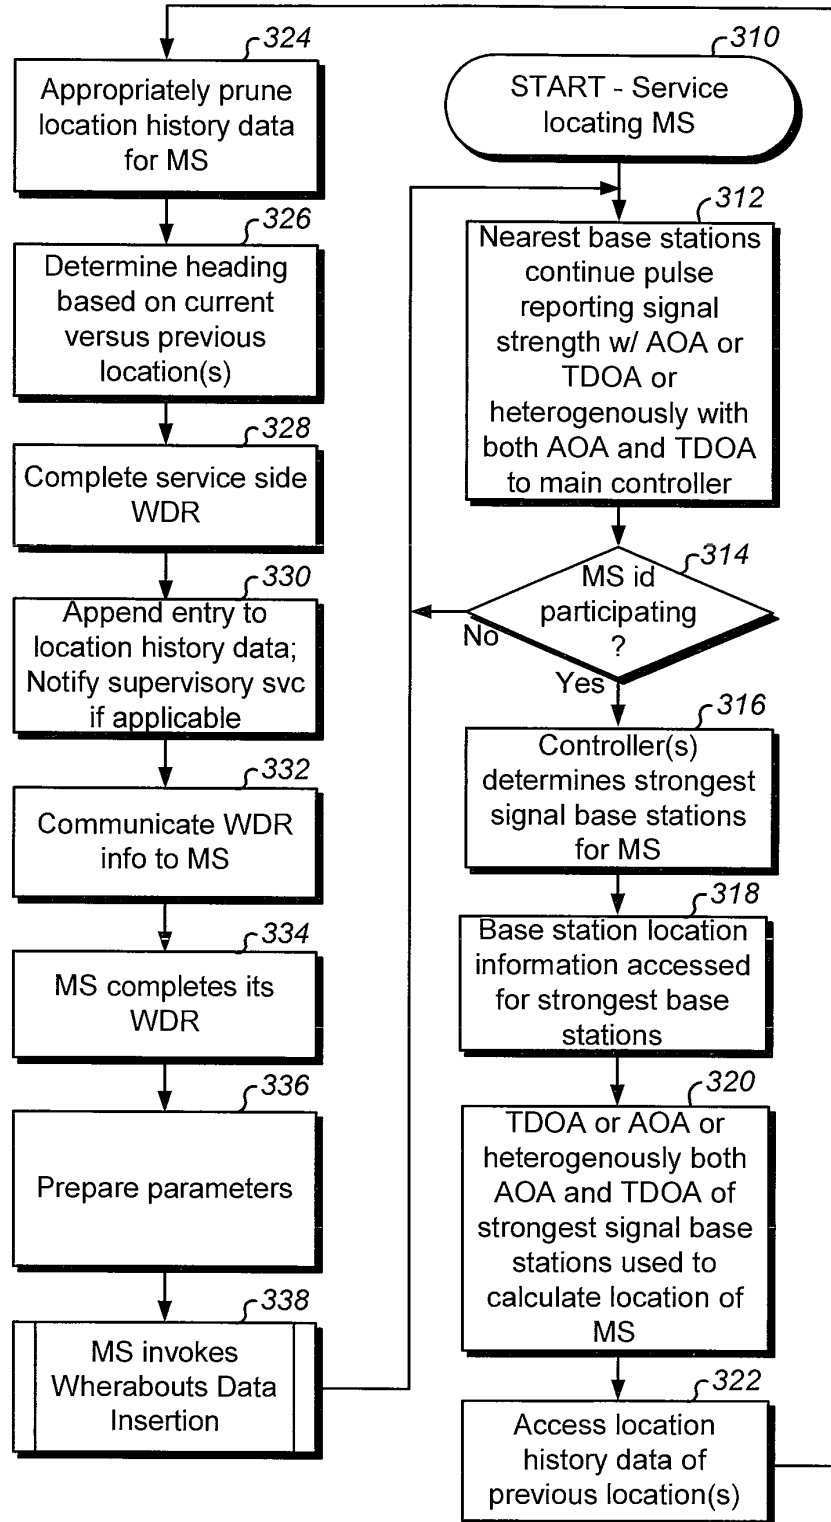 310
START - Service
locating MS
312
Nearest base stations
continue pulse
reporting signal
strength w/ AOA or
TDOA or
heterogenously with
both AOA and TDOA
to main controller
314
MS id
participating
?
No
Yes
316
Controller(s)
determines strongest
signal base stations
for MS
318
Base station location
information accessed
for strongest base
stations
320
TDOA or AOA or
heterogenously both
AOA and TDOA of
strongest signal base
stations used to
calculate location of
MS
322
Access location
history data of
previous location(s)
324
Appropriately prune
location history data
for MS
326
Determine heading
based on current
versus previous
location(s)
328
Complete service side
WDR
330
Append entry to
location history data;
Notify supervisory svc
if applicable
332
Communicate WDR
info to MS
334
MS completes its
WDR
336
Prepare parameters
338
MS invokes
Wherabouts Data
Insertion